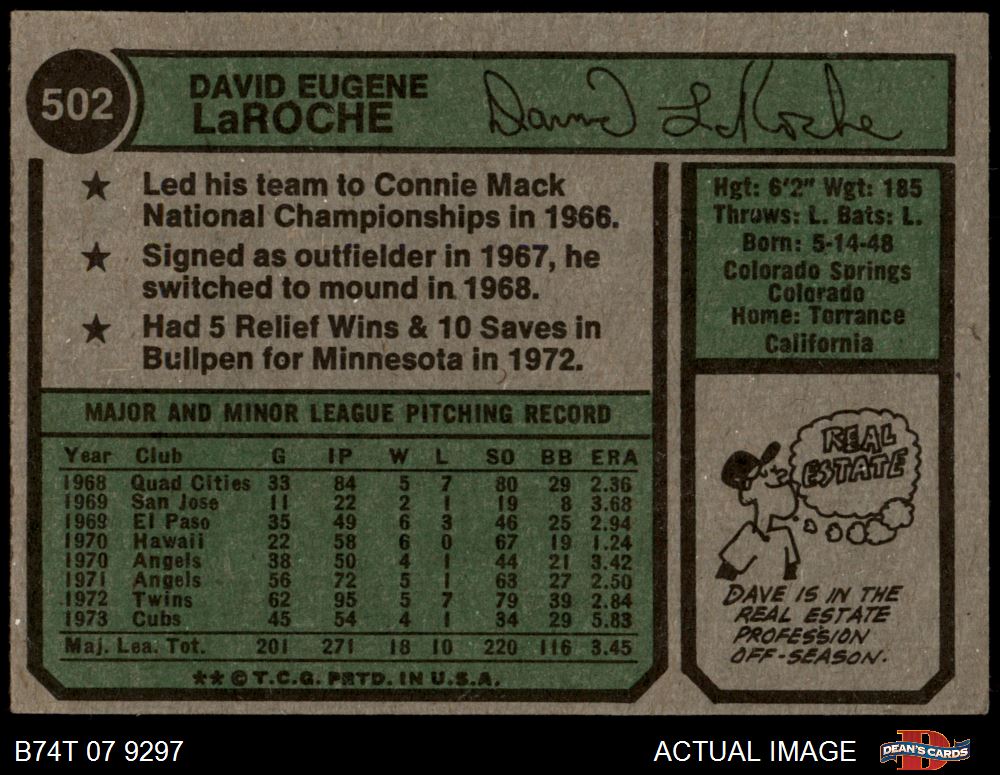 502
DAVID EUGENE
LaROCHE
David LaRoche
★ Led his team to Connie Mack
National Championships in 1966.
★ Signed as outfielder in 1967, he
switched to mound in 1968.
★ Had 5 Relief Wins & 10 Saves in
Bullpen for Minnesota in 1972.
Hgt: 6'2" Wgt: 185
Throws: L. Bats: L.
Born: 5-14-48
Colorado Springs
Colorado
Home: Torrance
California
MAJOR AND MINOR LEAGUE PITCHING RECORD
Year Club G IP W L SO BB ERA
1968 Quad Cities 33 84 5 7 80 29 2.36
1969 San Jose 11 22 2 1 19 8 3.68
1969 El Paso 35 49 6 3 46 25 2.94
1970 Hawaii 22 58 6 0 67 19 1.24
1970 Angels 38 50 4 1 44 21 3.42
1971 Angels 56 72 5 1 63 27 2.50
1972 Twins 62 95 5 7 79 39 2.84
1973 Cubs 45 54 4 1 34 29 5.83
Maj. Lea. Tot. 201 271 18 10 220 116 3.45
** © T.C.G. PRTD. IN U.S.A.
REAL
ESTATE
DAVE IS IN THE
REAL ESTATE
PROFESSION
OFF-SEASON.
B74T 07 9297
ACTUAL IMAGE
DEAN'S CARDS